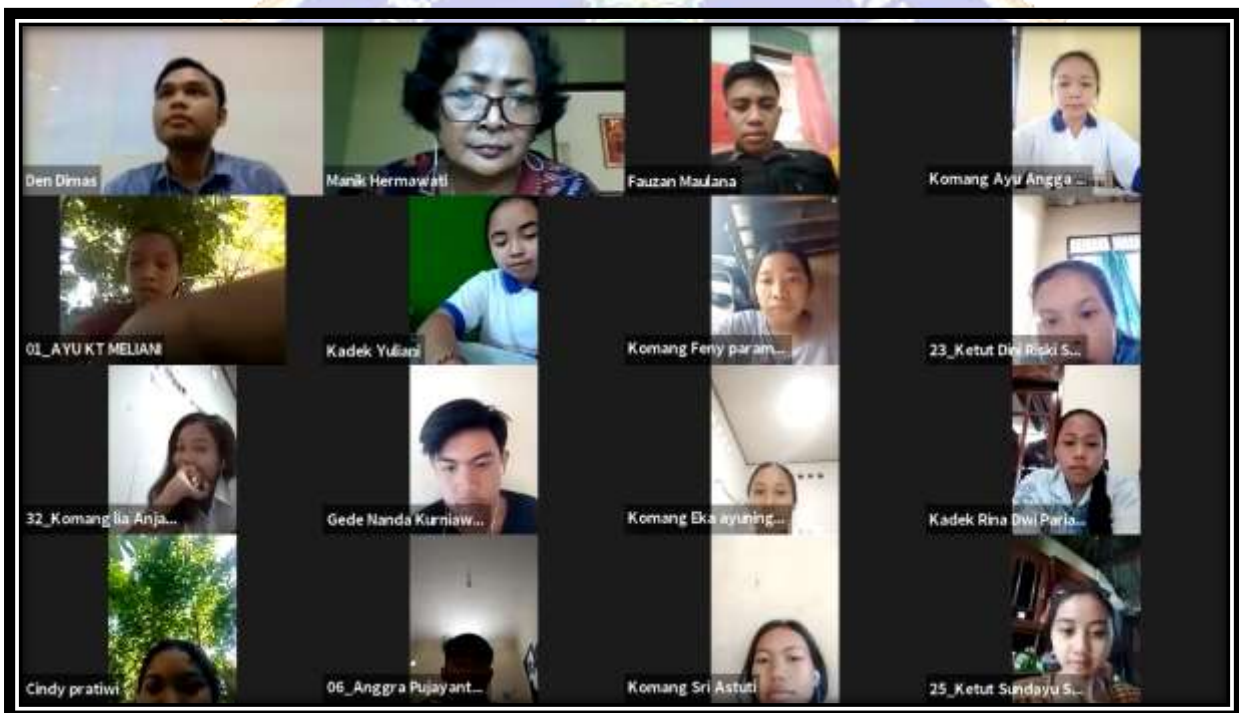 Den Dimas
Manik Hermawati
Fauzan Maulana
Komang Ayu Angga ...
01_AYU KT MELIANI
Kadek Yuliani
Komang Feny param...
23_Ketut Dini Riski S...
32_Komang lia Anja...
Gede Nanda Kurniaw...
Komang Eka ayuning...
Kadek Rina Dwi Paria...
Cindy pratiwi
06_Anggra Pujayant...
Komang Sri Astuti
25_Ketut Sundayu S...